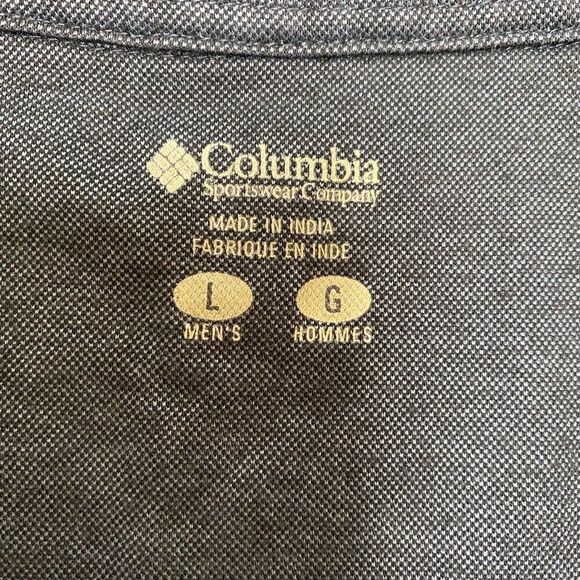 Columbia
Sportswear Company
MADE IN INDIA
FABRIQUE EN INDE
L G
MEN'S HOMMES